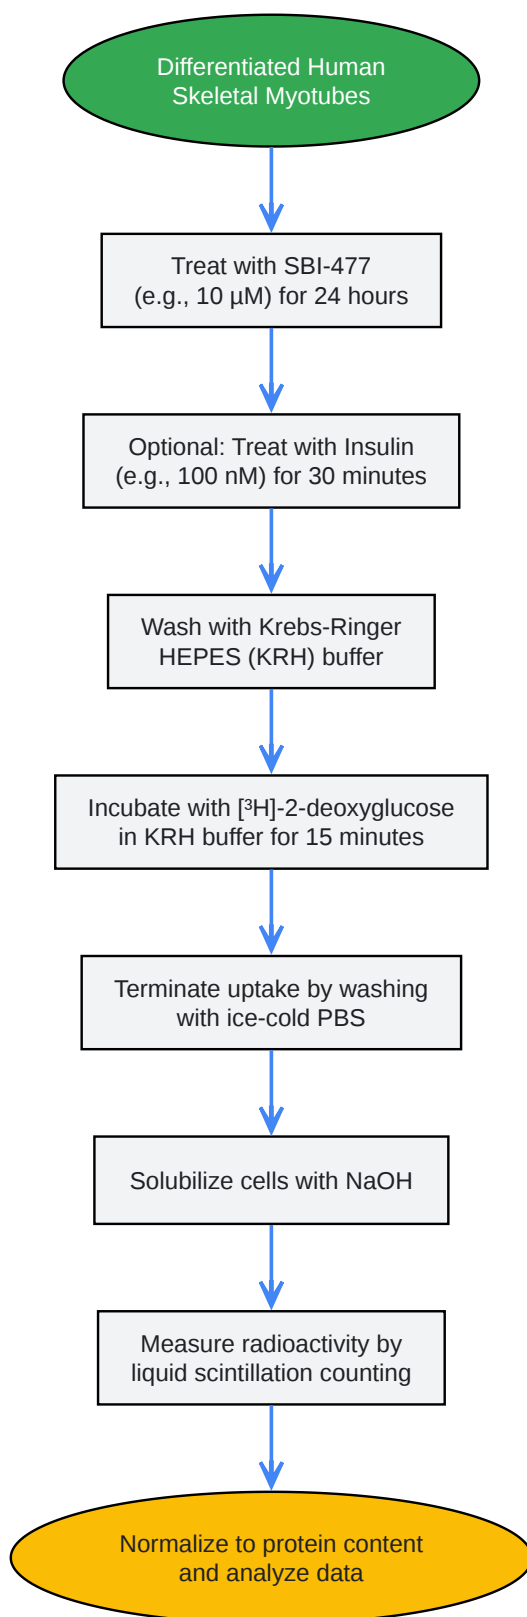 Differentiated Human
Skeletal Myotubes
Treat with SBI-477
(e.g., 10 µM) for 24 hours
Optional: Treat with Insulin
(e.g., 100 nM) for 30 minutes
Wash with Krebs-Ringer
HEPES (KRH) buffer
Incubate with [³H]-2-deoxyglucose
in KRH buffer for 15 minutes
Terminate uptake by washing
with ice-cold PBS
Solubilize cells with NaOH
Measure radioactivity by
liquid scintillation counting
Normalize to protein content
and analyze data